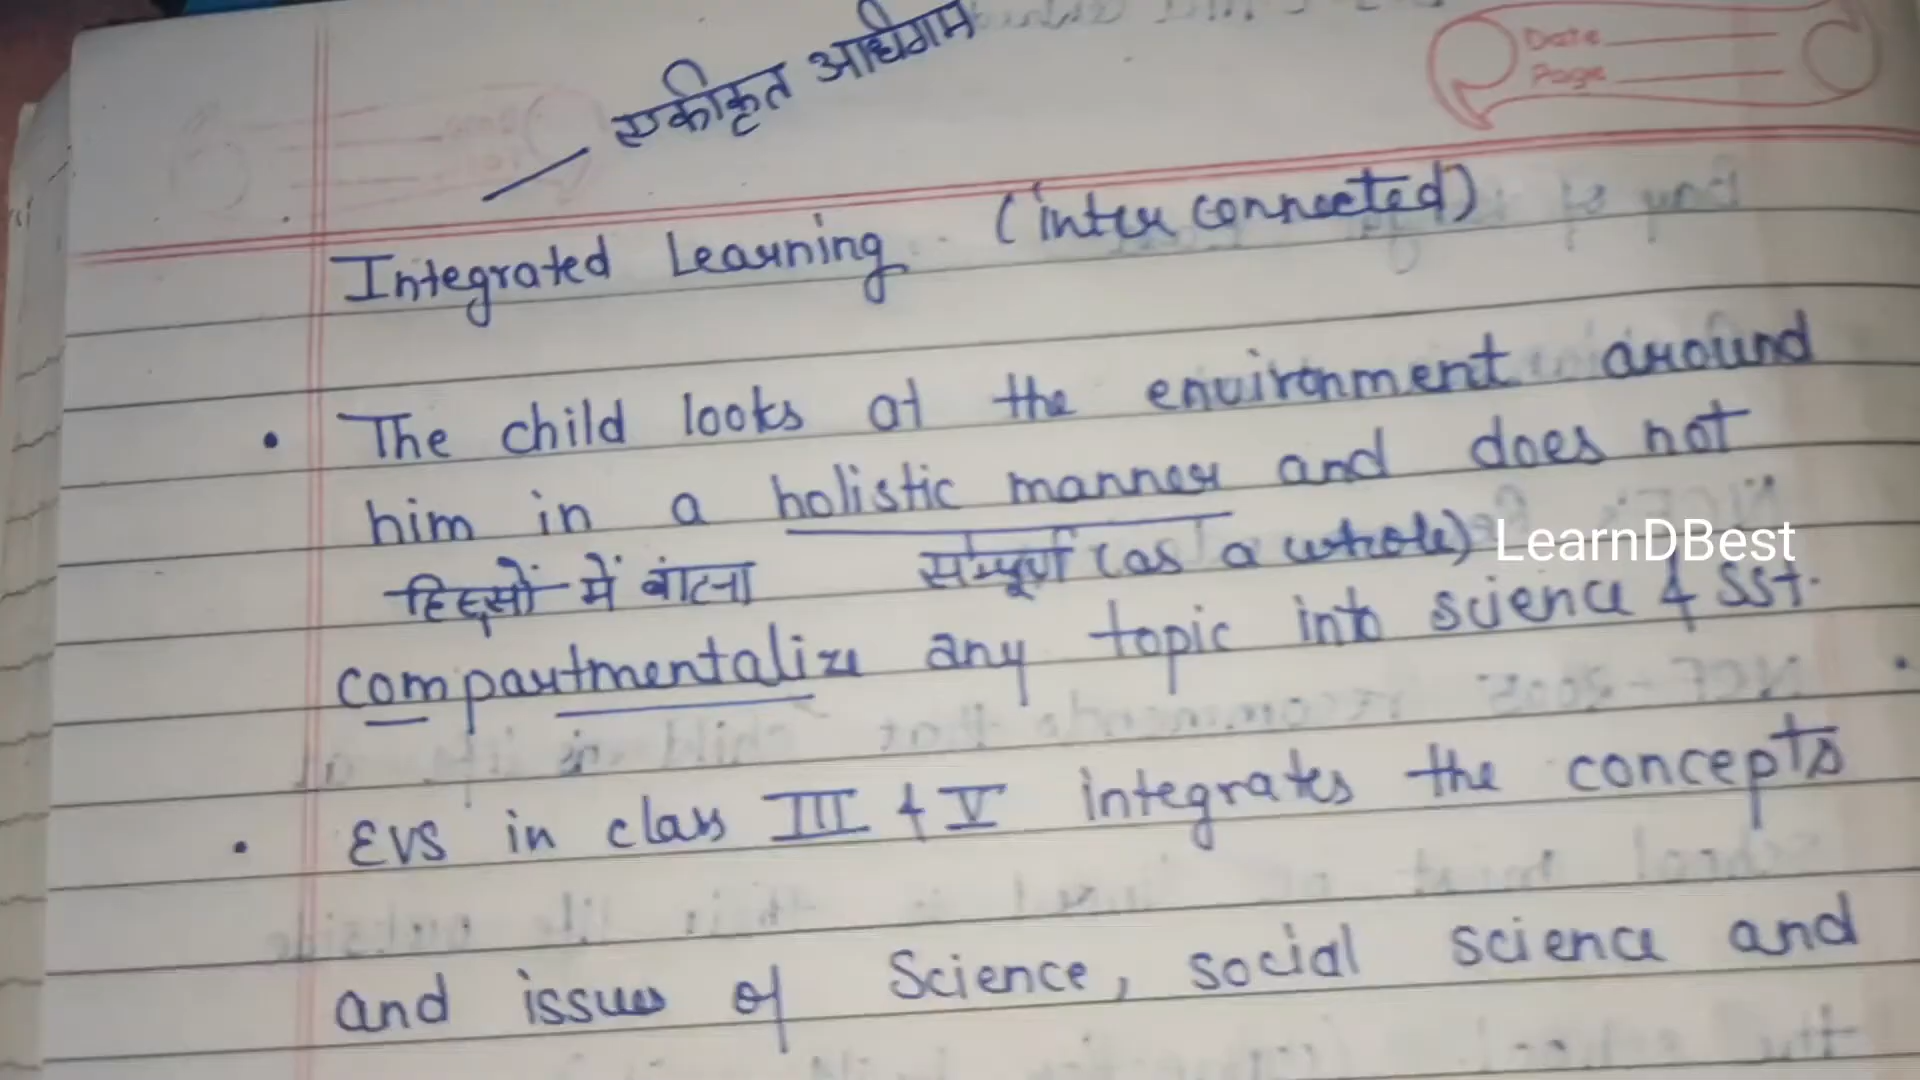 एकीकृत अधिगम
Date
Page
Integrated Learning (inter connected)
• The child looks at the environment around
him in a holistic manner and does not
हिस्सों में बांटना सम्पूर्ण (as a whole)
LearnDBest
compartmentalize any topic into science & SSt.
• EVS in class III & V integrates the concepts
and issues of Science, social science and